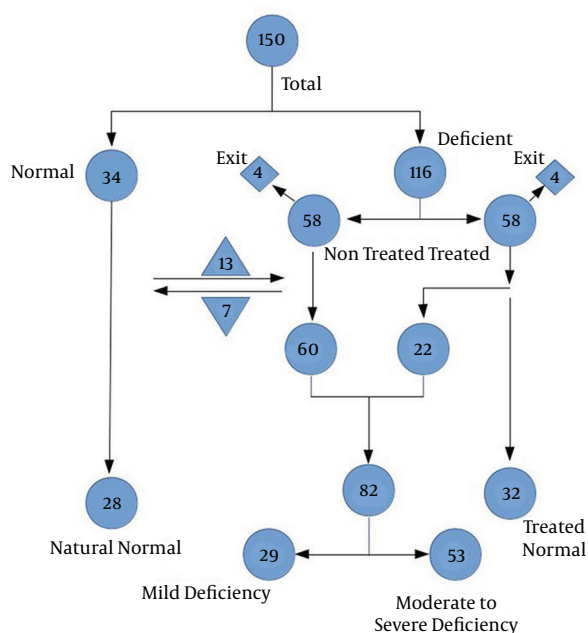 150
Total
Deficient
Normal
34
Exit
4
116
Exit
4
58
58
Non Treated Treated
13
7
60
22
82
28
32
Natural Normal
Treated
Normal
29
53
Mild Deficiency
Moderate to
Severe Deficiency